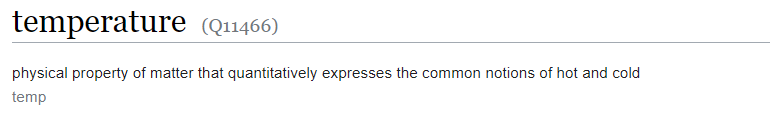 temperature (Q11466)
physical property of matter that quantitatively expresses the common notions of hot and cold
temp